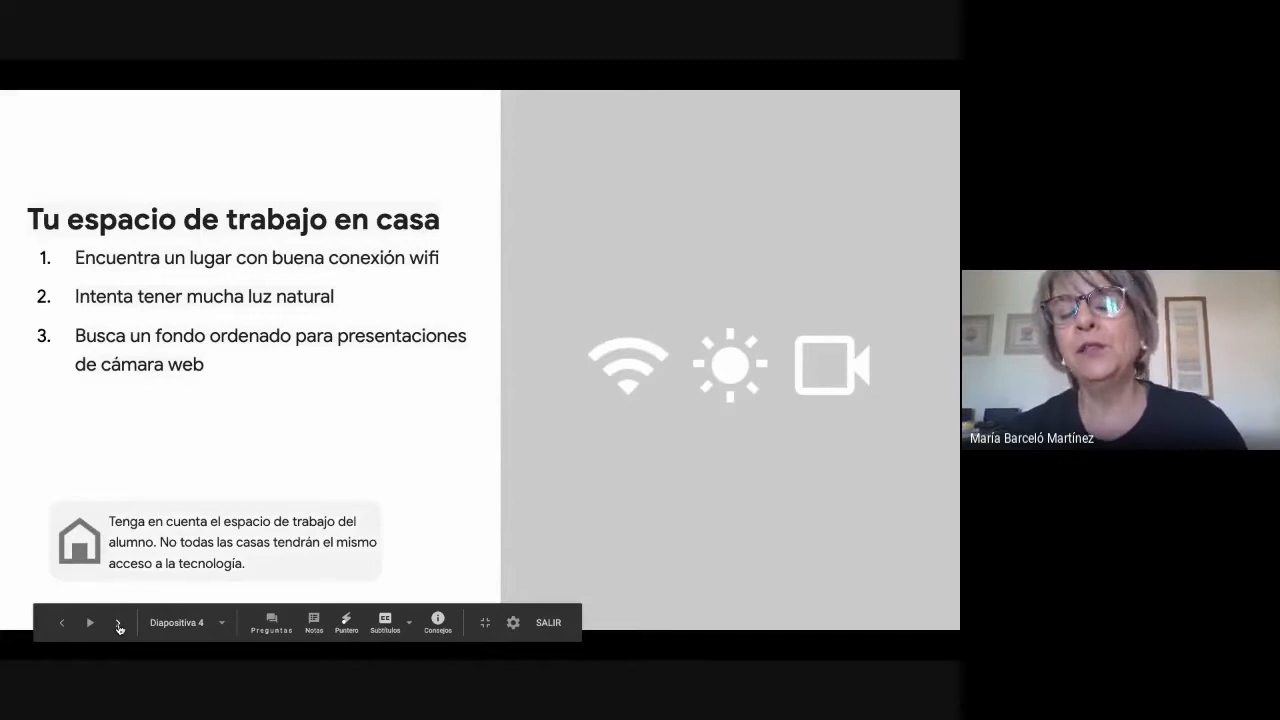 Tu espacio de trabajo en casa
1. Encuentra un lugar con buena conexión wifi
2. Intenta tener mucha luz natural
3. Busca un fondo ordenado para presentaciones
de cámara web
Tenga en cuenta el espacio de trabajo del
alumno. No todas las casas tendrán el mismo
acceso a la tecnología.
Diapositiva 4
Preguntas
Notas
Puntero
CC
Subtítulos
Consejos
SALIR
María Barceló Martínez